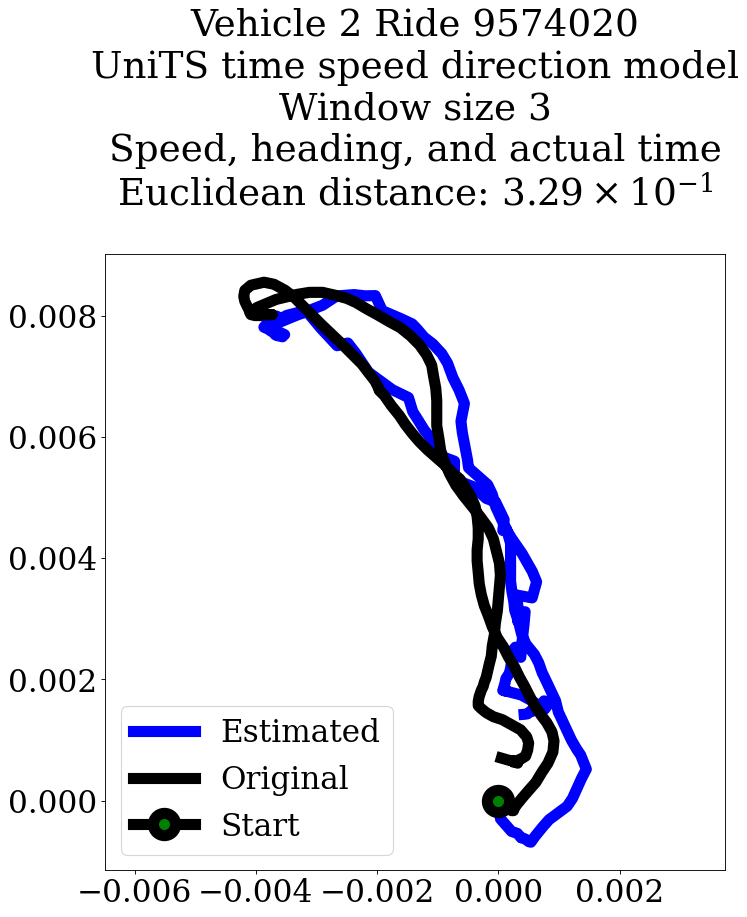 Vehicle 2 Ride 9574020
UniTS time speed direction model
Window size 3
Speed, heading, and actual time
Euclidean distance: 3.29 × 10⁻¹
0.008
0.006
0.004
0.002
0.000
Estimated
Original
Start
−0.006 −0.004 −0.002 0.000 0.002